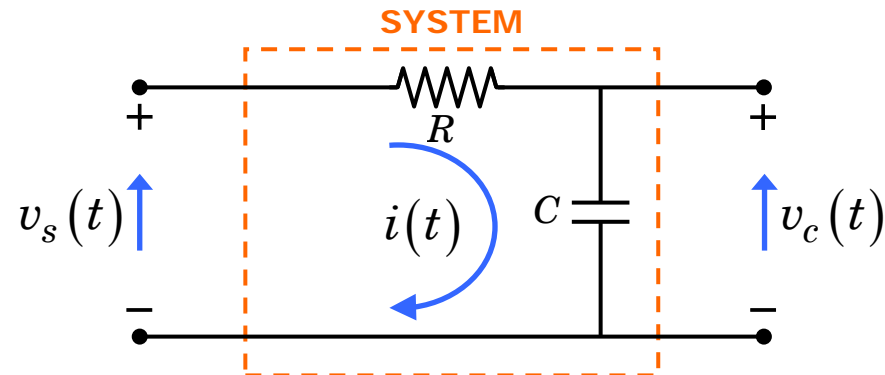 SYSTEM
+
R
+
v_s(t)
i(t)
C
v_c(t)
−
−